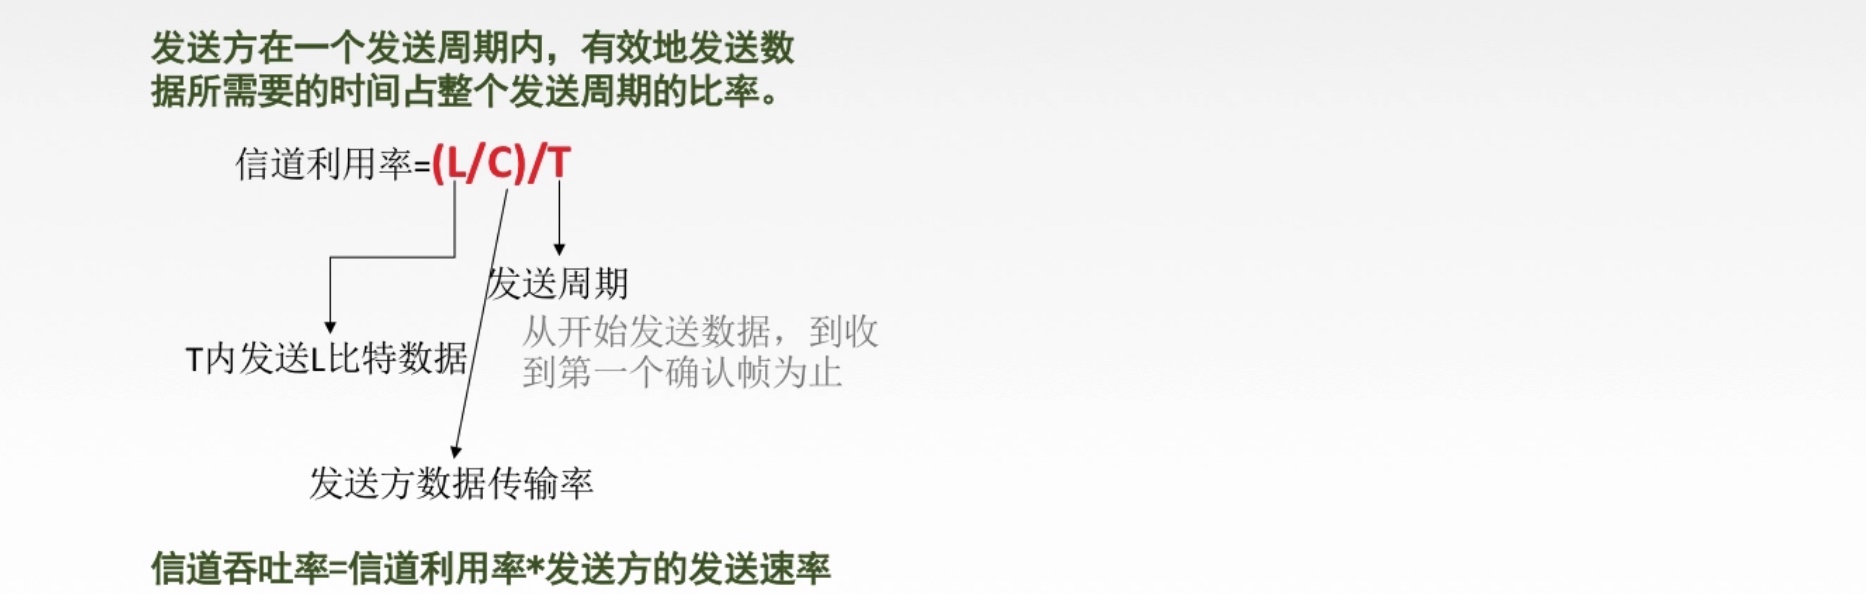 发送方在一个发送周期内，有效地发送数
据所需要的时间占整个发送周期的比率。
信道利用率=(L/C)/T
发送周期
从开始发送数据，到收
到第一个确认帧为止
T内发送L比特数据
发送方数据传输率
信道吞吐率=信道利用率*发送方的发送速率